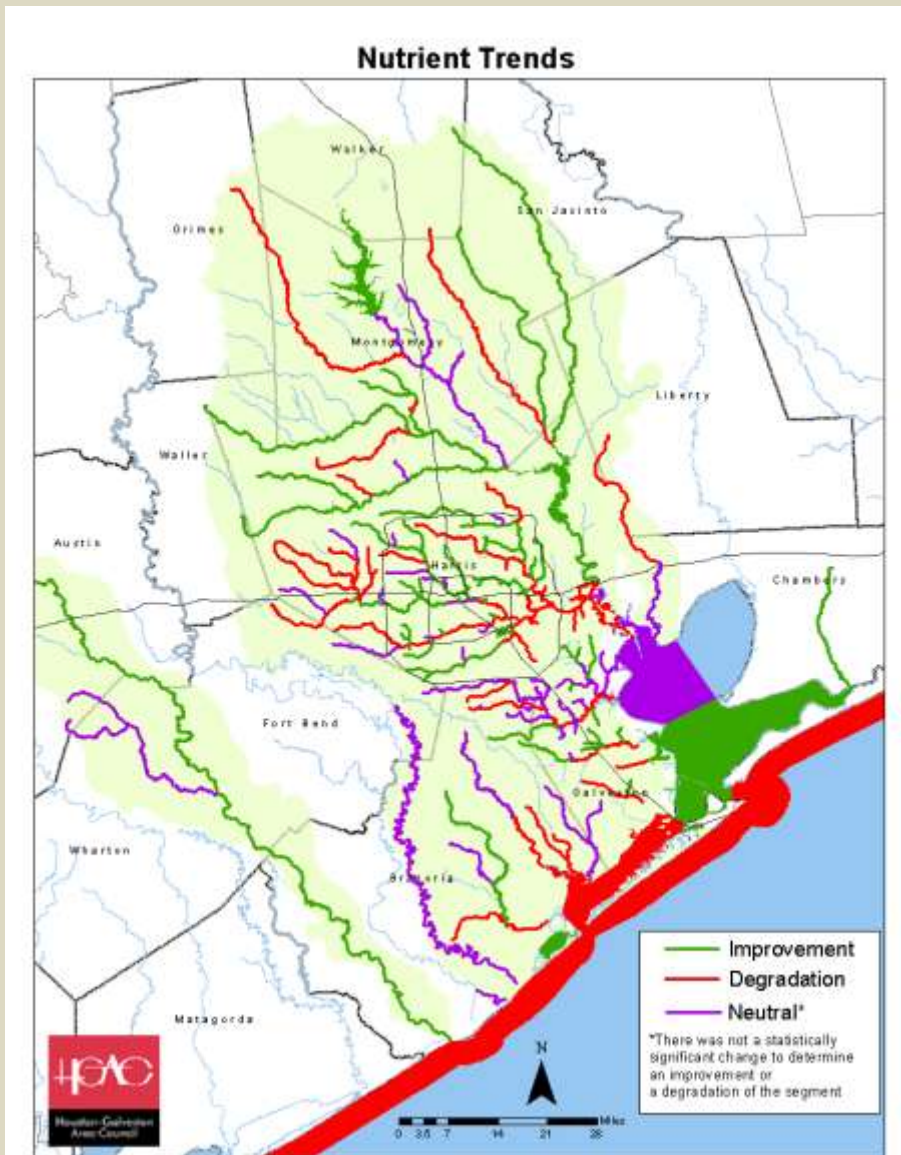 Nutrient Trends
Walker
San Jacinto
Grimes
Montgomery
Liberty
Waller
Austin
Harris
Chambers
Fort Bend
Galveston
Wharton
Brazoria
Matagorda
Improvement
Degradation
Neutral*
*There was not a statistically
significant change to determine
an improvement or
a degradation of the segment
N
Miles
0 3.5 7 14 21 28
HGAC
Houston-Galveston
Area Council